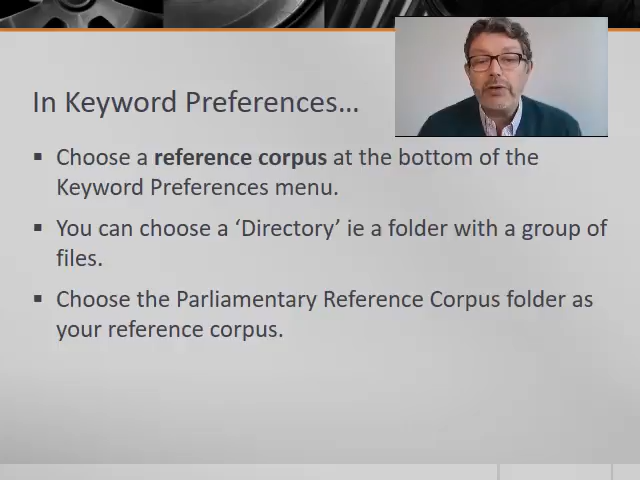 In Keyword Preferences…
Choose a reference corpus at the bottom of the
Keyword Preferences menu.
You can choose a ‘Directory’ ie a folder with a group of
files.
Choose the Parliamentary Reference Corpus folder as
your reference corpus.